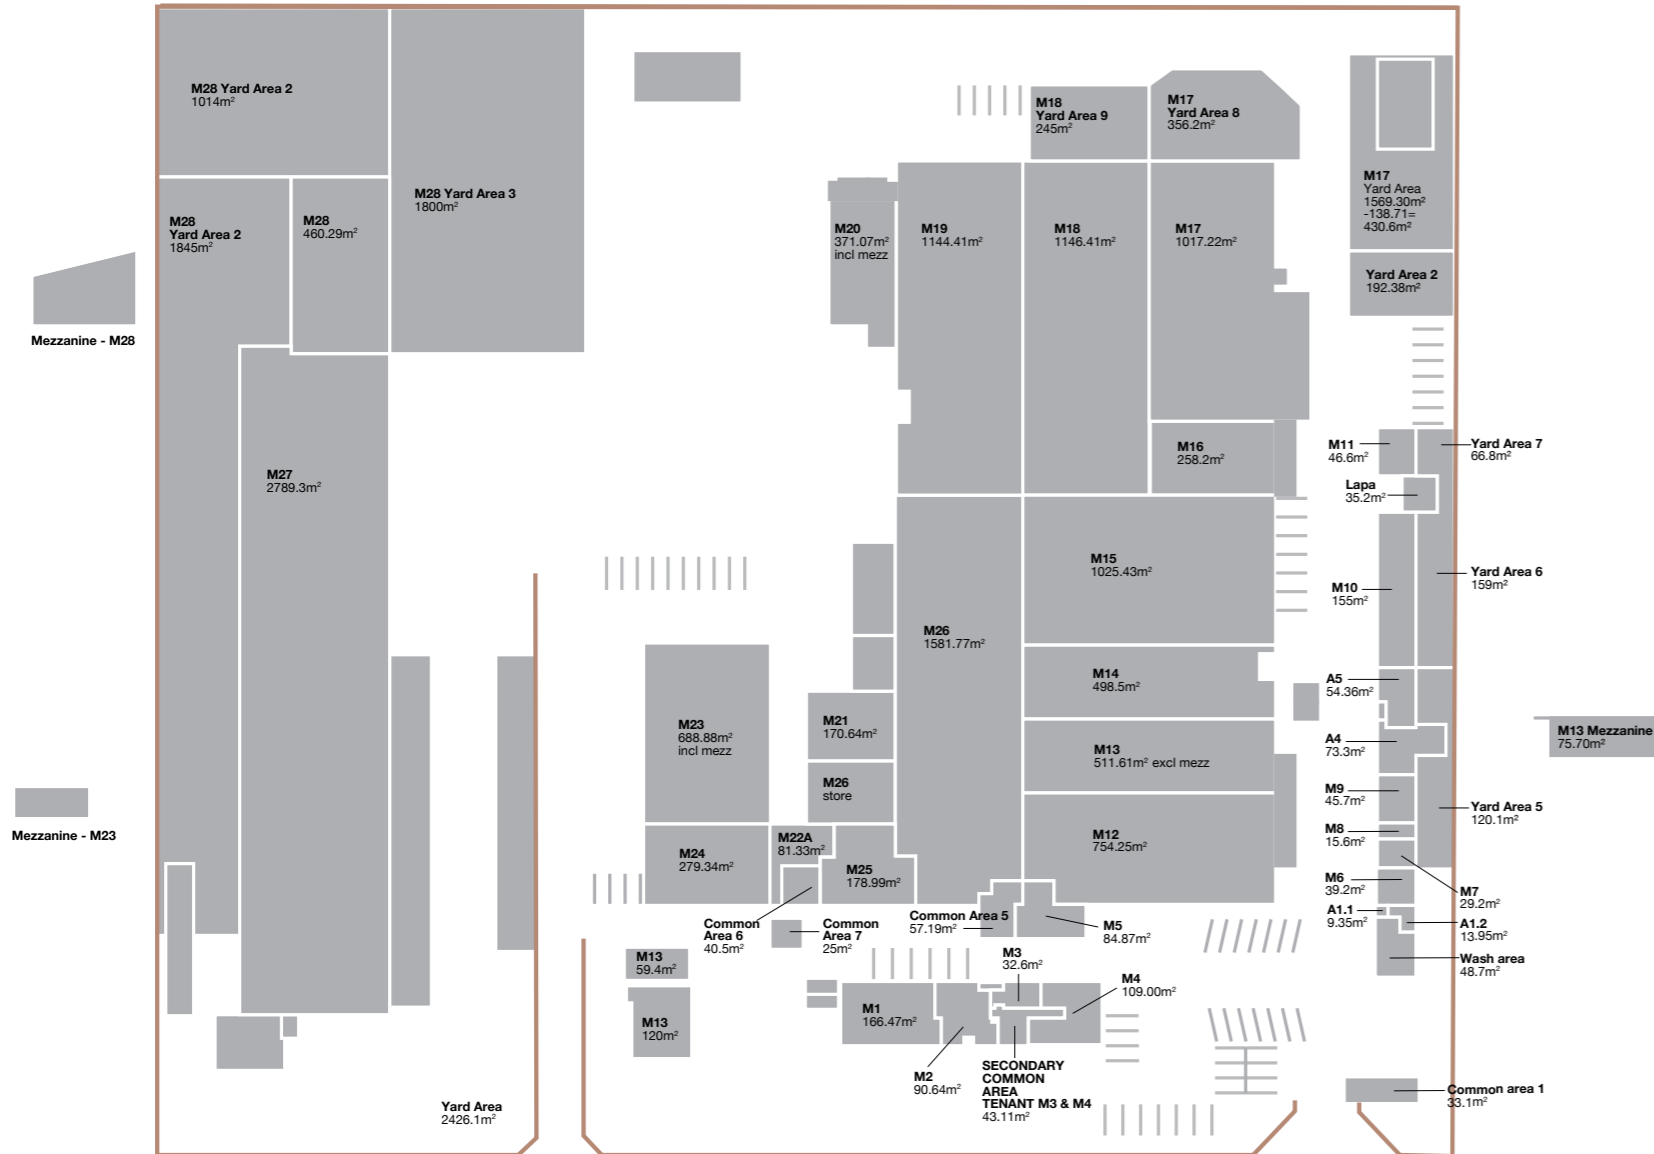 M28 Yard Area 2
1014m²
M28 Yard Area 3
1800m²
M28
Yard Area 2
1845m²
M28
460.29m²
Mezzanine - M28
M27
2789.3m²
Mezzanine - M23
Yard Area
2426.1m²
M18
Yard Area 9
245m²
M17
Yard Area 8
356.2m²
M17
Yard Area
1569.30m²
-138.71=
430.6m²
Yard Area 2
192.38m²
M20
371.07m²
incl mezz
M19
1144.41m²
M18
1146.41m²
M17
1017.22m²
M16
258.2m²
M11
46.6m²
Yard Area 7
66.8m²
Lapa
35.2m²
M15
1025.43m²
M10
155m²
Yard Area 6
159m²
M26
1581.77m²
M14
498.5m²
A5
54.36m²
M23
688.88m²
incl mezz
M21
170.64m²
M13
511.61m² excl mezz
A4
73.3m²
M13 Mezzanine
75.70m²
M26
store
M9
45.7m²
Yard Area 5
120.1m²
M24
279.34m²
M22A
81.33m²
M25
178.99m²
M12
754.25m²
M8
15.6m²
M6
39.2m²
M7
29.2m²
A1.1
9.35m²
A1.2
13.95m²
Wash area
48.7m²
Common
Area 6
40.5m²
Common
Area 7
25m²
Common Area 5
57.19m²
M5
84.87m²
M13
59.4m²
M13
120m²
M1
166.47m²
M3
32.6m²
M4
109.00m²
M2
90.64m²
SECONDARY
COMMON
AREA
TENANT M3 & M4
43.11m²
Common area 1
33.1m²